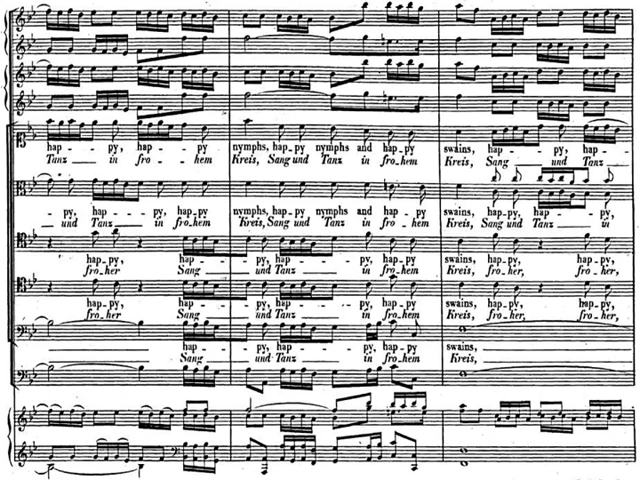 hap - - py, hap - py nymphs, hap - py nymphs and hap - py swains, hap - - py, hap - -
Tanz in fro - hem Kreis, Sang und Tanz in fro - hem Kreis, Sang und Tanz
- - py, hap - - py, hap - py nymphs, hap - py nymphs and hap - py swains, hap - py, hap - - py,
und Tanz in fro - hem Kreis, Sang und Tanz in fro - hem Kreis, Sang und Tanz in
hap - py, hap - - - py, hap - - - py, hap - py swains, hap - py, hap - py,
fro - her Sang und Tanz in fro - hem Kreis, fro - her, fro - her,
hap - py, hap - - - py, hap - - - py, hap - py swains, hap - py, hap - py,
fro - her Sang und Tanz in fro - hem Kreis, fro - her, fro - her,
hap - - - py, hap - - - py, hap - py swains,
Sang und Tanz in fro - hem Kreis,